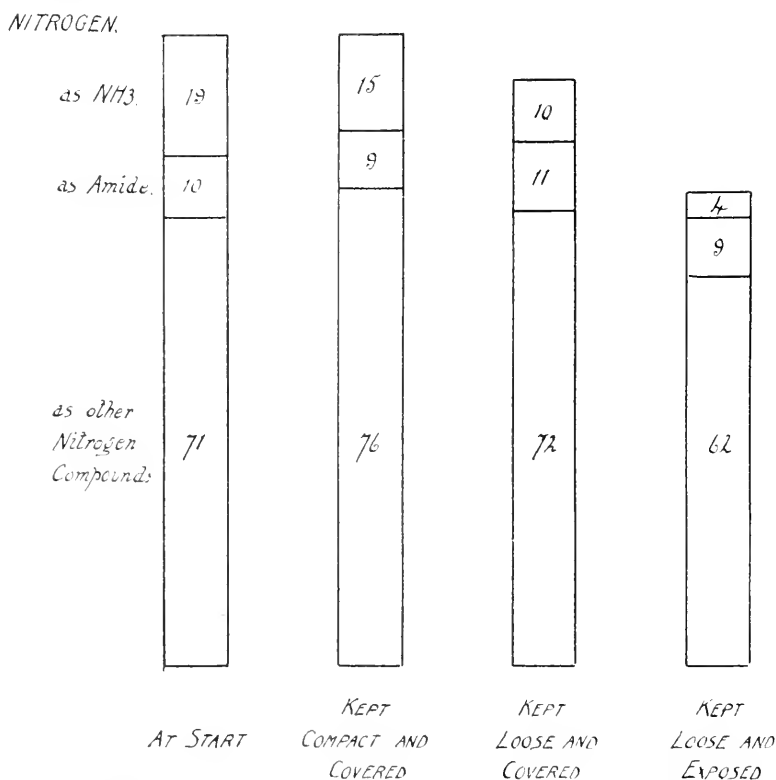 NITROGEN.
as NH3.
19
15
10
4
as Amide.
10
9
11
9
as other
Nitrogen
Compounds
71
76
72
62
AT START
KEPT
COMPACT AND
COVERED
KEPT
LOOSE AND
COVERED
KEPT
LOOSE AND
EXPOSED